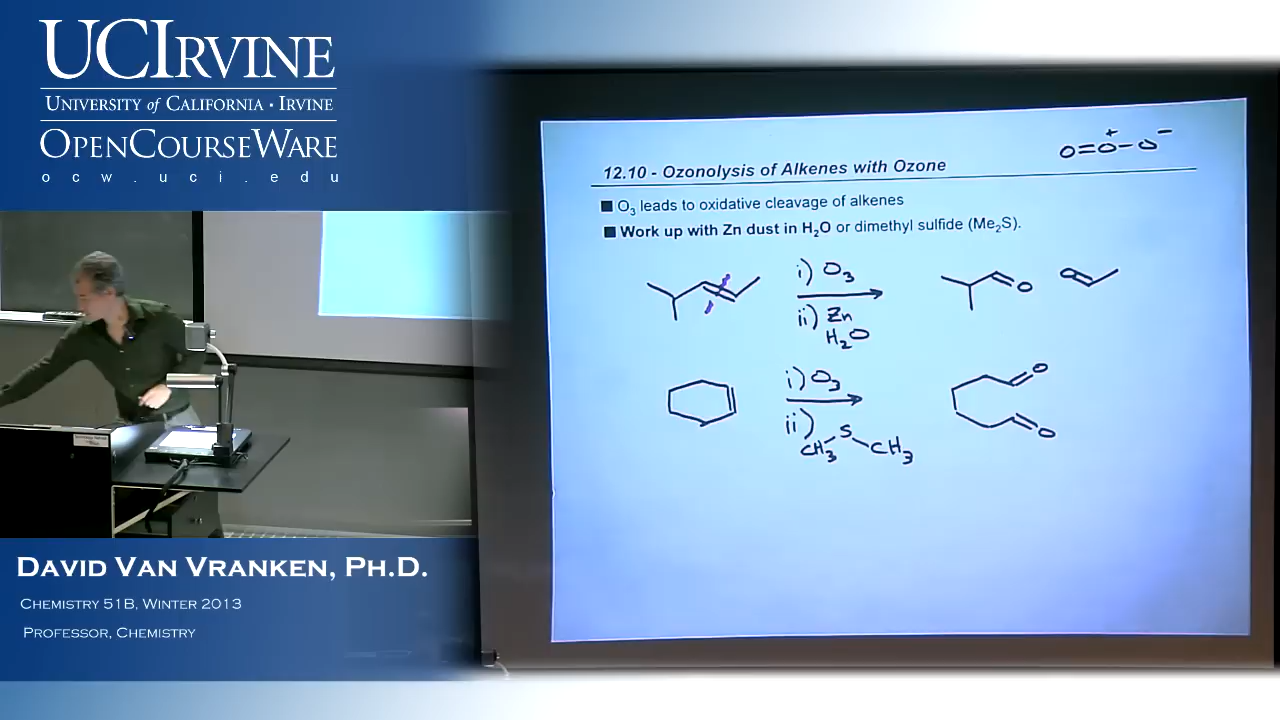 UCIRVINE
UNIVERSITY of CALIFORNIA · IRVINE
OPENCOURSEWARE
ocw.uci.edu
DAVID VAN VRANKEN, PH.D.
CHEMISTRY 51B, WINTER 2013
PROFESSOR, CHEMISTRY
O=O⁺-O⁻
12.10 - Ozonolysis of Alkenes with Ozone
■ O₃ leads to oxidative cleavage of alkenes
■ Work up with Zn dust in H₂O or dimethyl sulfide (Me₂S).
i) O₃
ii) Zn
H₂O
O
O
i) O₃
ii)
S
CH₃
CH₃
O
O